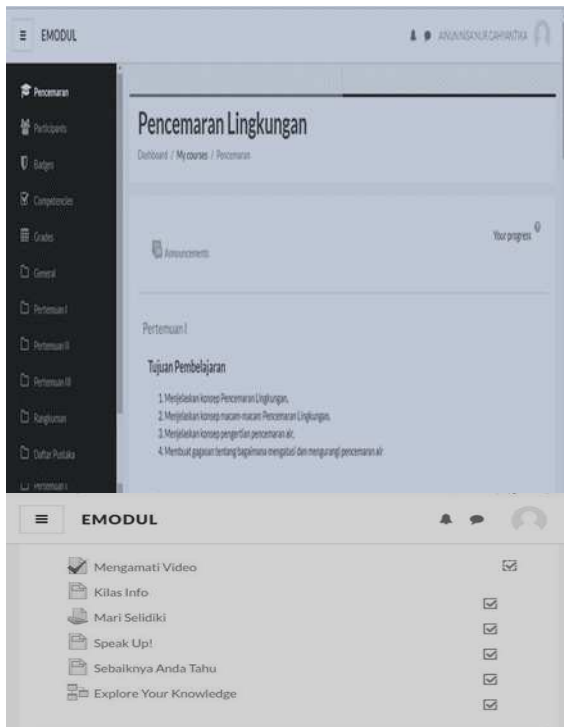 EMODUL
Pencemaran
Participants
Badges
Competencies
Grades
General
Pertemuan I
Pertemuan II
Pertemuan III
Rangkuman
Daftar Pustaka
Pertemuan I
Pencemaran Lingkungan
Dashboard / My courses / Pencemaran
Your progress
Announcements
Pertemuan I
Tujuan Pembelajaran
1. Menjelaskan konsep Pencemaran Lingkungan,
2. Menjelaskan konsep macam-macam Pencemaran Lingkungan,
3. Menjelaskan konsep pengertian pencemaran air,
4. Membuat gagasan tentang bagaimana mengatasi dan mengurangi pencemaran air
EMODUL
Mengamati Video
Kilas Info
Mari Selidiki
Speak Up!
Sebaiknya Anda Tahu
Explore Your Knowledge